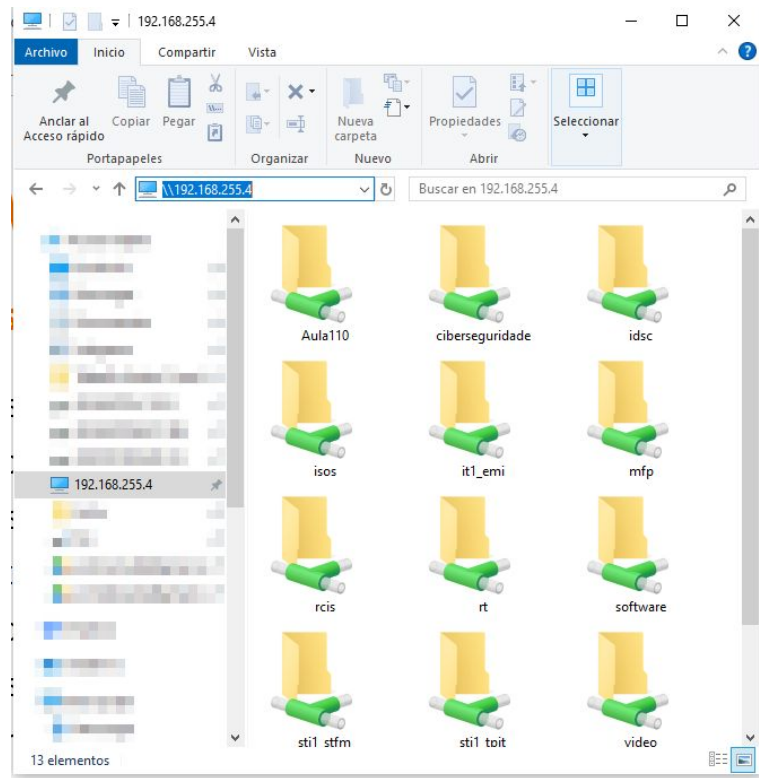 192.168.255.4
Archivo Inicio Compartir Vista
Anclar al Acceso rápido
Copiar
Pegar
Nueva carpeta
Propiedades
Seleccionar
Portapapeles Organizar Nuevo Abrir
\\192.168.255.4
Buscar en 192.168.255.4
192.168.255.4
Aula110 ciberseguridade idsc
isos it1_emi mfp
rcis rt software
sti1_stfm sti1_tpit video
13 elementos